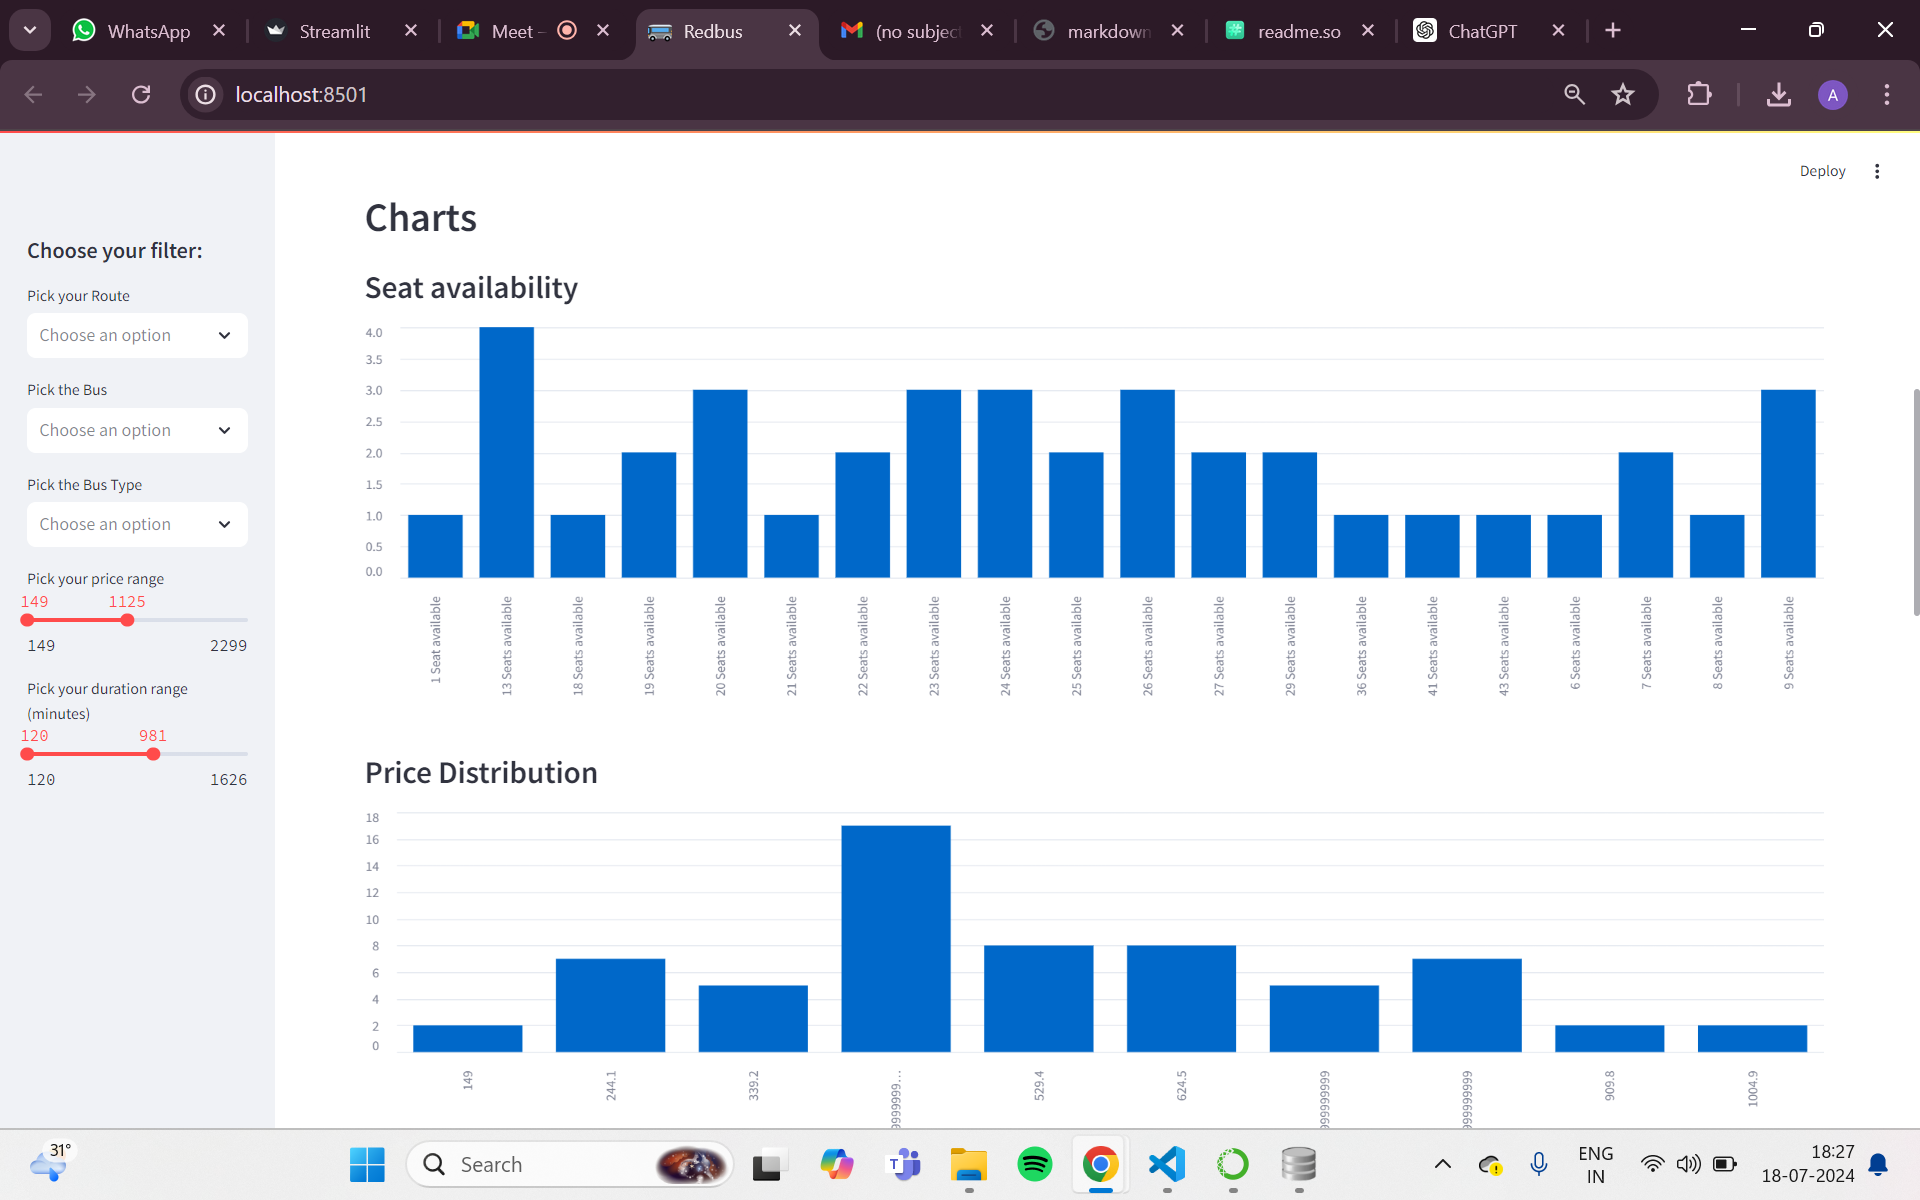 WhatsApp
Streamlit
Meet -
Redbus
(no subjec
markdown
readme.so
ChatGPT
localhost:8501
A
Deploy
Choose your filter:
Pick your Route
Choose an option
Pick the Bus
Choose an option
Pick the Bus Type
Choose an option
Pick your price range
149 1125
149 2299
Pick your duration range
(minutes)
120 981
120 1626
Charts
Seat availability
4.0
3.5
3.0
2.5
2.0
1.5
1.0
0.5
0.0
1 Seat available
13 Seats available
18 Seats available
19 Seats available
20 Seats available
21 Seats available
22 Seats available
23 Seats available
24 Seats available
25 Seats available
26 Seats available
27 Seats available
29 Seats available
36 Seats available
41 Seats available
43 Seats available
6 Seats available
7 Seats available
8 Seats available
9 Seats available
Price Distribution
18
16
14
12
10
8
6
4
2
0
149
244.1
339.2
529.4
624.5
909.8
1004.9
31°
Search
ENG
IN
18:27
18-07-2024